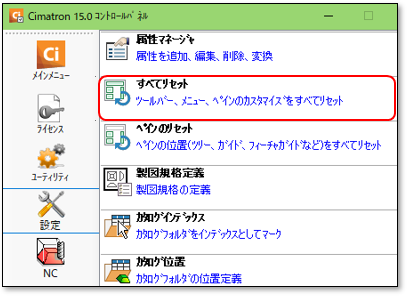 Cimatron 15.0 ｺﾝﾄﾛｰﾙﾊﾟﾈﾙ
Ci
ﾒｲﾝﾒﾆｭｰ
ﾗｲｾﾝｽ
ﾕｰﾃｨﾘﾃｨ
設定
NC
属性ﾏﾈｰｼﾞｬ
属性を追加、編集、削除、変換
すべてﾘｾｯﾄ
ﾂｰﾙﾊﾞｰ、ﾒﾆｭｰ、ﾍﾟｲﾝのｶｽﾀﾏｲｽﾞをすべてﾘｾｯﾄ
ﾍﾟｲﾝのﾘｾｯﾄ
ﾍﾟｲﾝの位置(ﾂﾘｰ、ｶﾞｲﾄﾞ、ﾌｨｰﾁｬｶﾞｲﾄﾞなど)をすべてﾘｾｯﾄ
製図規格定義
製図規格の定義
ｶﾀﾛｸﾞｲﾝﾃﾞｯｸｽ
ｶﾀﾛｸﾞﾌｫﾙﾀﾞをｲﾝﾃﾞｯｸｽとしてﾏｰｸ
ｶﾀﾛｸﾞ位置
ｶﾀﾛｸﾞﾌｫﾙﾀﾞの位置定義